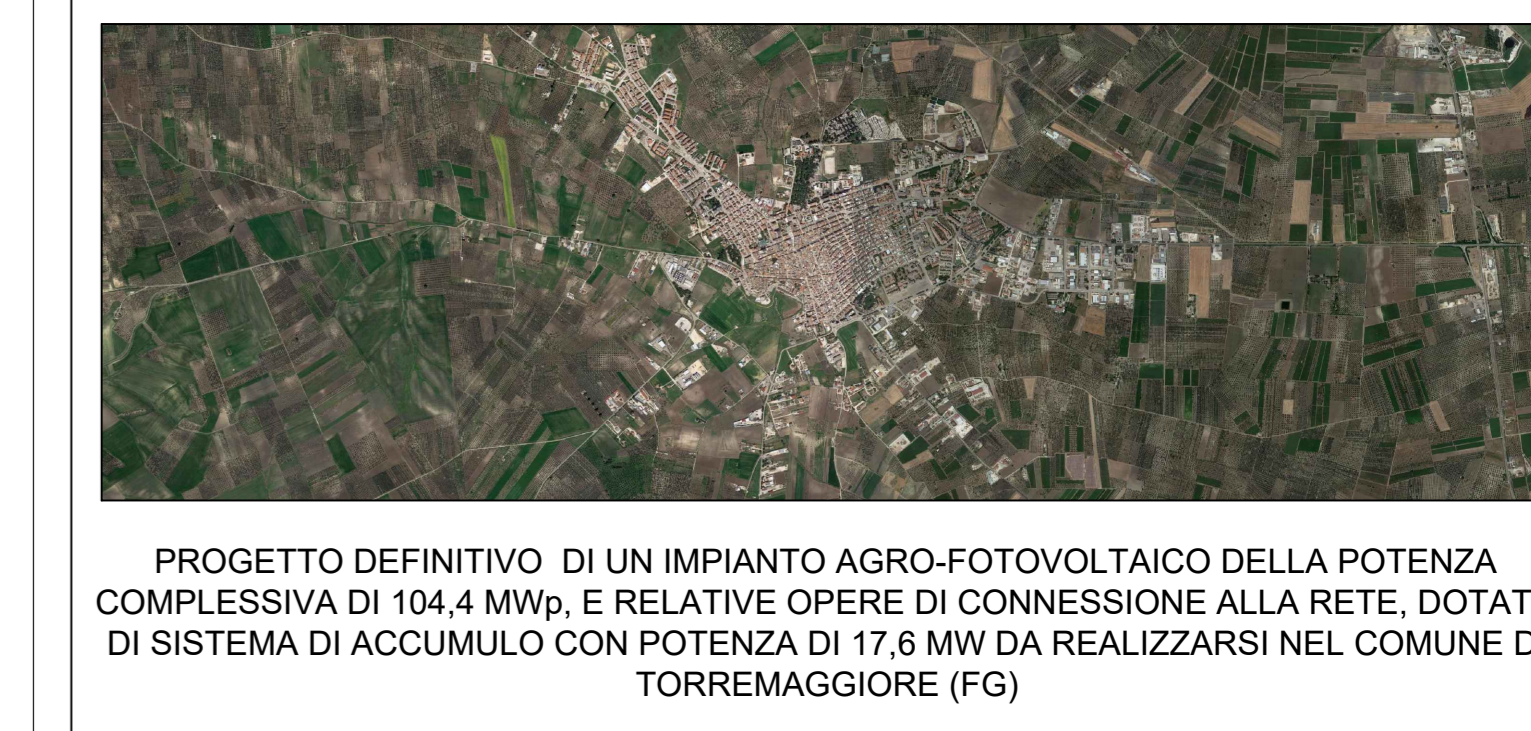 PROGETTO DEFINITIVO DI UN IMPIANTO AGRO-FOTOVOLTAICO DELLA POTENZA
COMPLESSIVA DI 104,4 MWp, E RELATIVE OPERE DI CONNESSIONE ALLA RETE, DOTAT
DI SISTEMA DI ACCUMULO CON POTENZA DI 17,6 MW DA REALIZZARSI NEL COMUNE D
TORREMAGGIORE (FG)